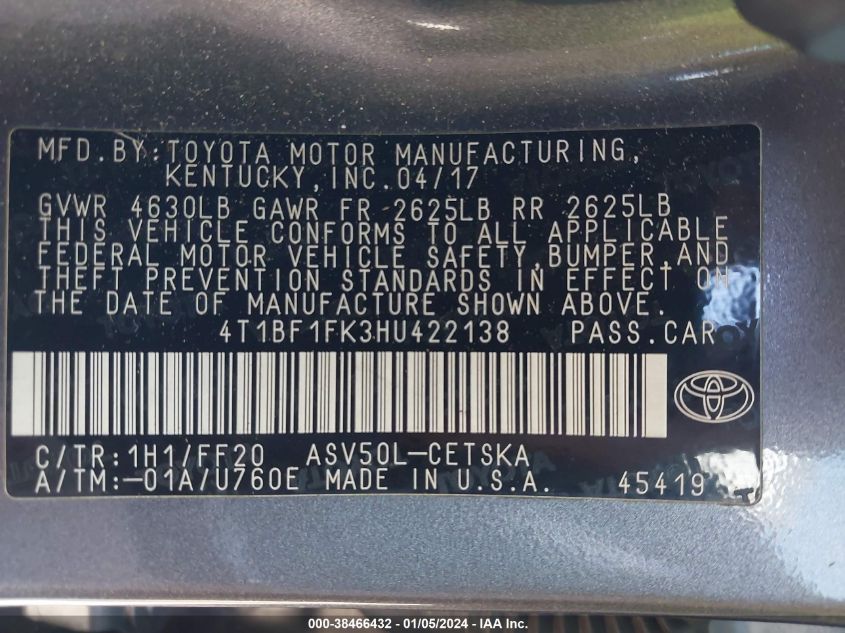 MFD.BY:TOYOTA MOTOR MANUFACTURING,
KENTUCKY,INC.04/17
GVWR 4630LB GAWR FR 2625LB RR 2625LB
THIS VEHICLE CONFORMS TO ALL APPLICABLE
FEDERAL MOTOR VEHICLE SAFETY,BUMPER,AND
THEFT PREVENTION STANDARDS IN EFFECT ON
THE DATE OF MANUFACTURE SHOWN ABOVE.
4T1BF1FK3HU422138 PASS.CAR
C/TR:1H1/FF20 ASV50L-CETSKA
A/TM:-01A/U760E MADE IN U.S.A. 45419
000-38466432 - 01/05/2024 - IAA Inc.